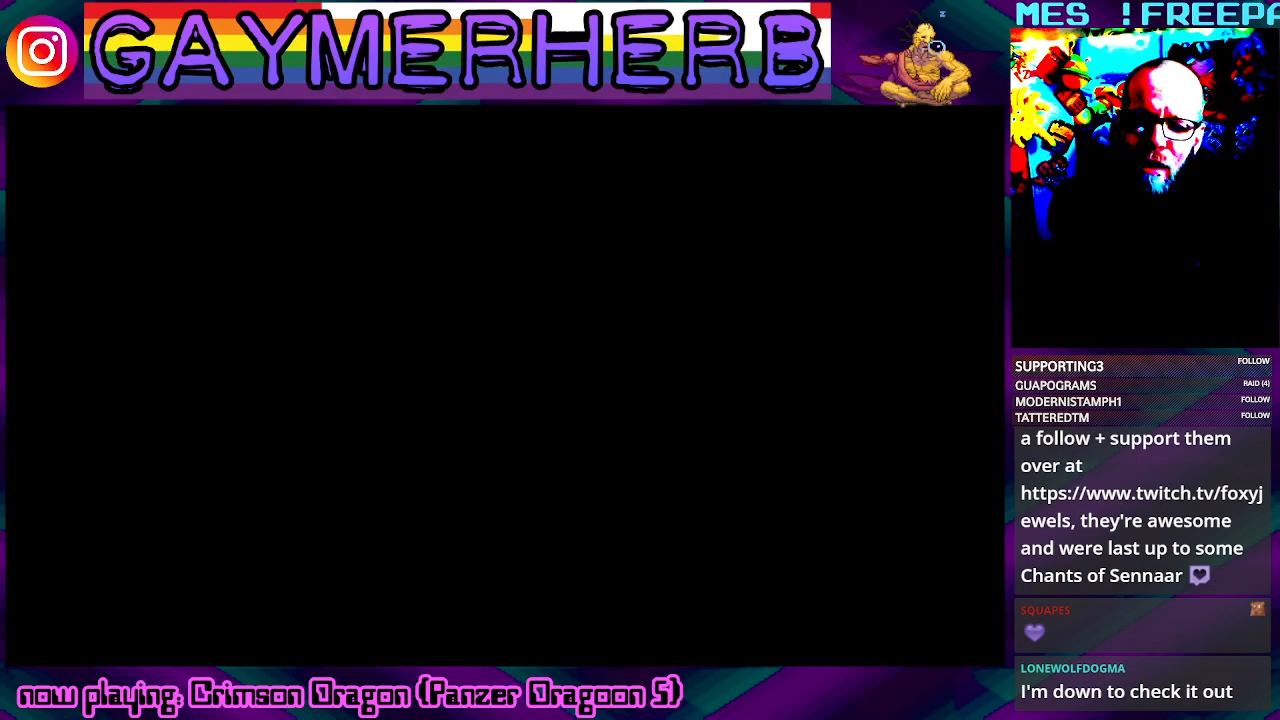 GAYMERHERB
MES !FREEPA
SUPPORTING3 FOLLOW
GUAPOGRAMS RAID (4)
MODERNISTAMPH1 FOLLOW
TATTEREDTM FOLLOW
a follow + support them
over at
https://www.twitch.tv/foxyj
ewels, they're awesome
and were last up to some
Chants of Sennaar
SQUAPES
LONEWOLFDOGMA
I'm down to check it out
now playing: Crimson Dragon (Panzer Dragoon 5)